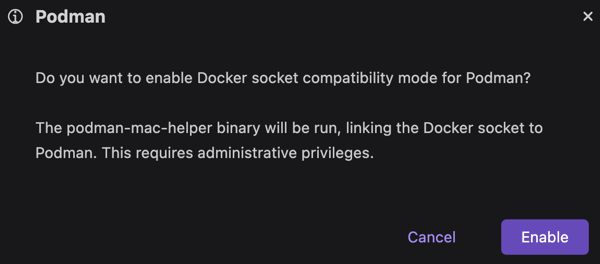 Podman
Do you want to enable Docker socket compatibility mode for Podman?
The podman-mac-helper binary will be run, linking the Docker socket to
Podman. This requires administrative privileges.
Cancel
Enable